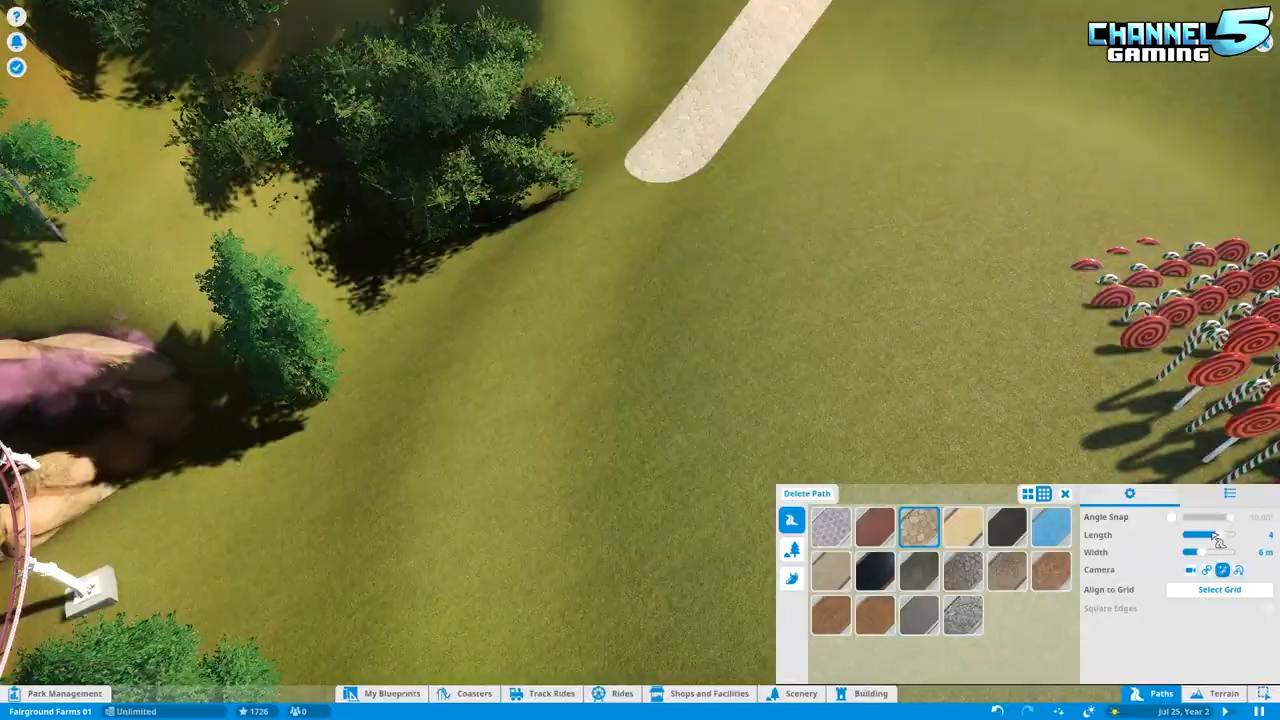 ?
CHANNEL 5
GAMING
Delete Path
Angle Snap 10.00°
Length 4
Width 6 m
Camera
Align to Grid Select Grid
Square Edges
Park Management My Blueprints Coasters Track Rides Rides Shops and Facilities Scenery Building Paths Terrain
Fairground Farms 01 Unlimited 1726 0 Jul 25, Year 2